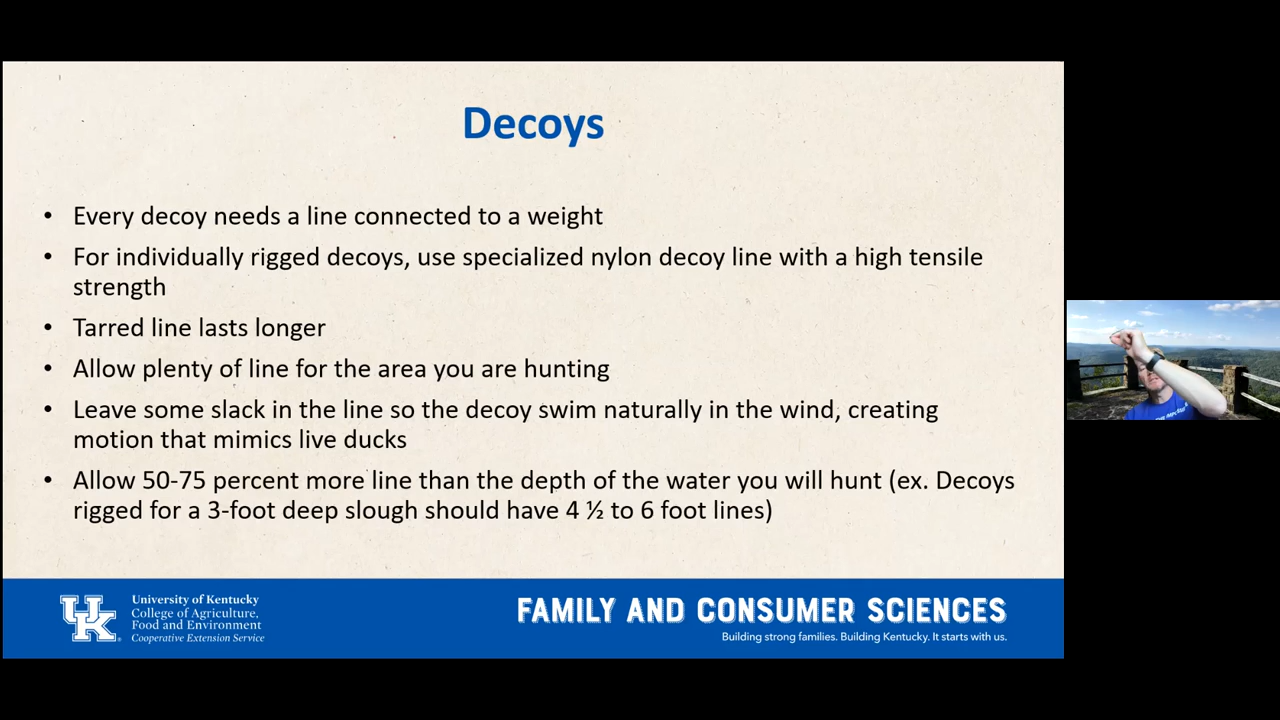 Decoys
• Every decoy needs a line connected to a weight
• For individually rigged decoys, use specialized nylon decoy line with a high tensile
strength
• Tarred line lasts longer
• Allow plenty of line for the area you are hunting
• Leave some slack in the line so the decoy swim naturally in the wind, creating
motion that mimics live ducks
• Allow 50-75 percent more line than the depth of the water you will hunt (ex. Decoys
rigged for a 3-foot deep slough should have 4 ½ to 6 foot lines)
UK
University of Kentucky
College of Agriculture,
Food and Environment
Cooperative Extension Service
FAMILY AND CONSUMER SCIENCES
Building strong families. Building Kentucky. It starts with us.